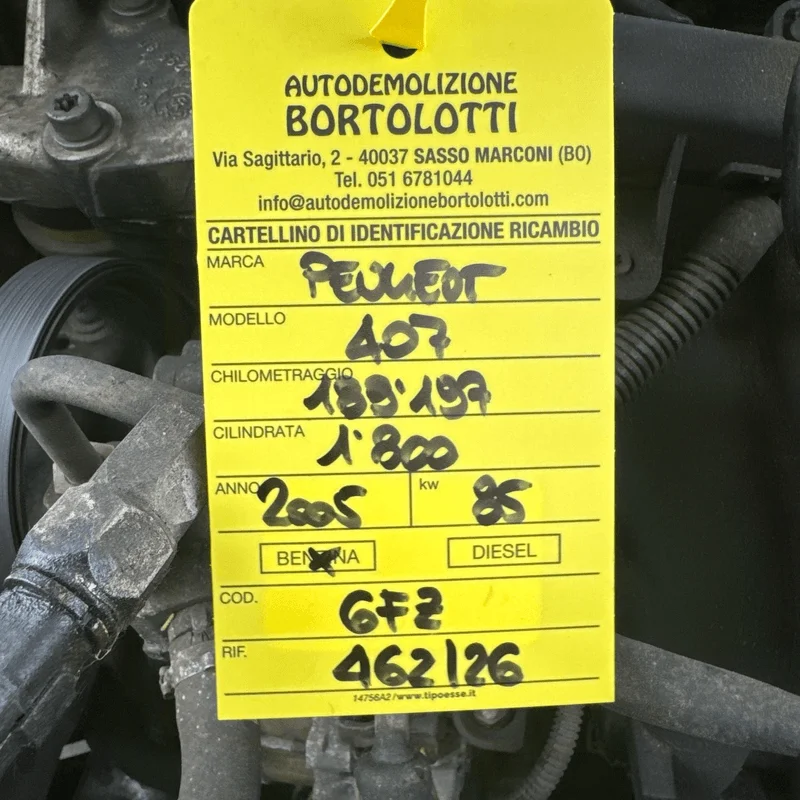 AUTODEMOLIZIONE
BORTOLOTTI
Via Sagittario, 2 - 40037 SASSO MARCONI (BO)
Tel. 051 6781044
info@autodemolizionebortolotti.com
CARTELLINO DI IDENTIFICAZIONE RICAMBIO
MARCA PEUGEOT
MODELLO 407
CHILOMETRAGGIO 189'197
CILINDRATA 1'800
ANNO 2005 kw 85
BENZINA DIESEL
COD. 6FZ
RIF. 462/26
14756A2/www.tipoesse.it